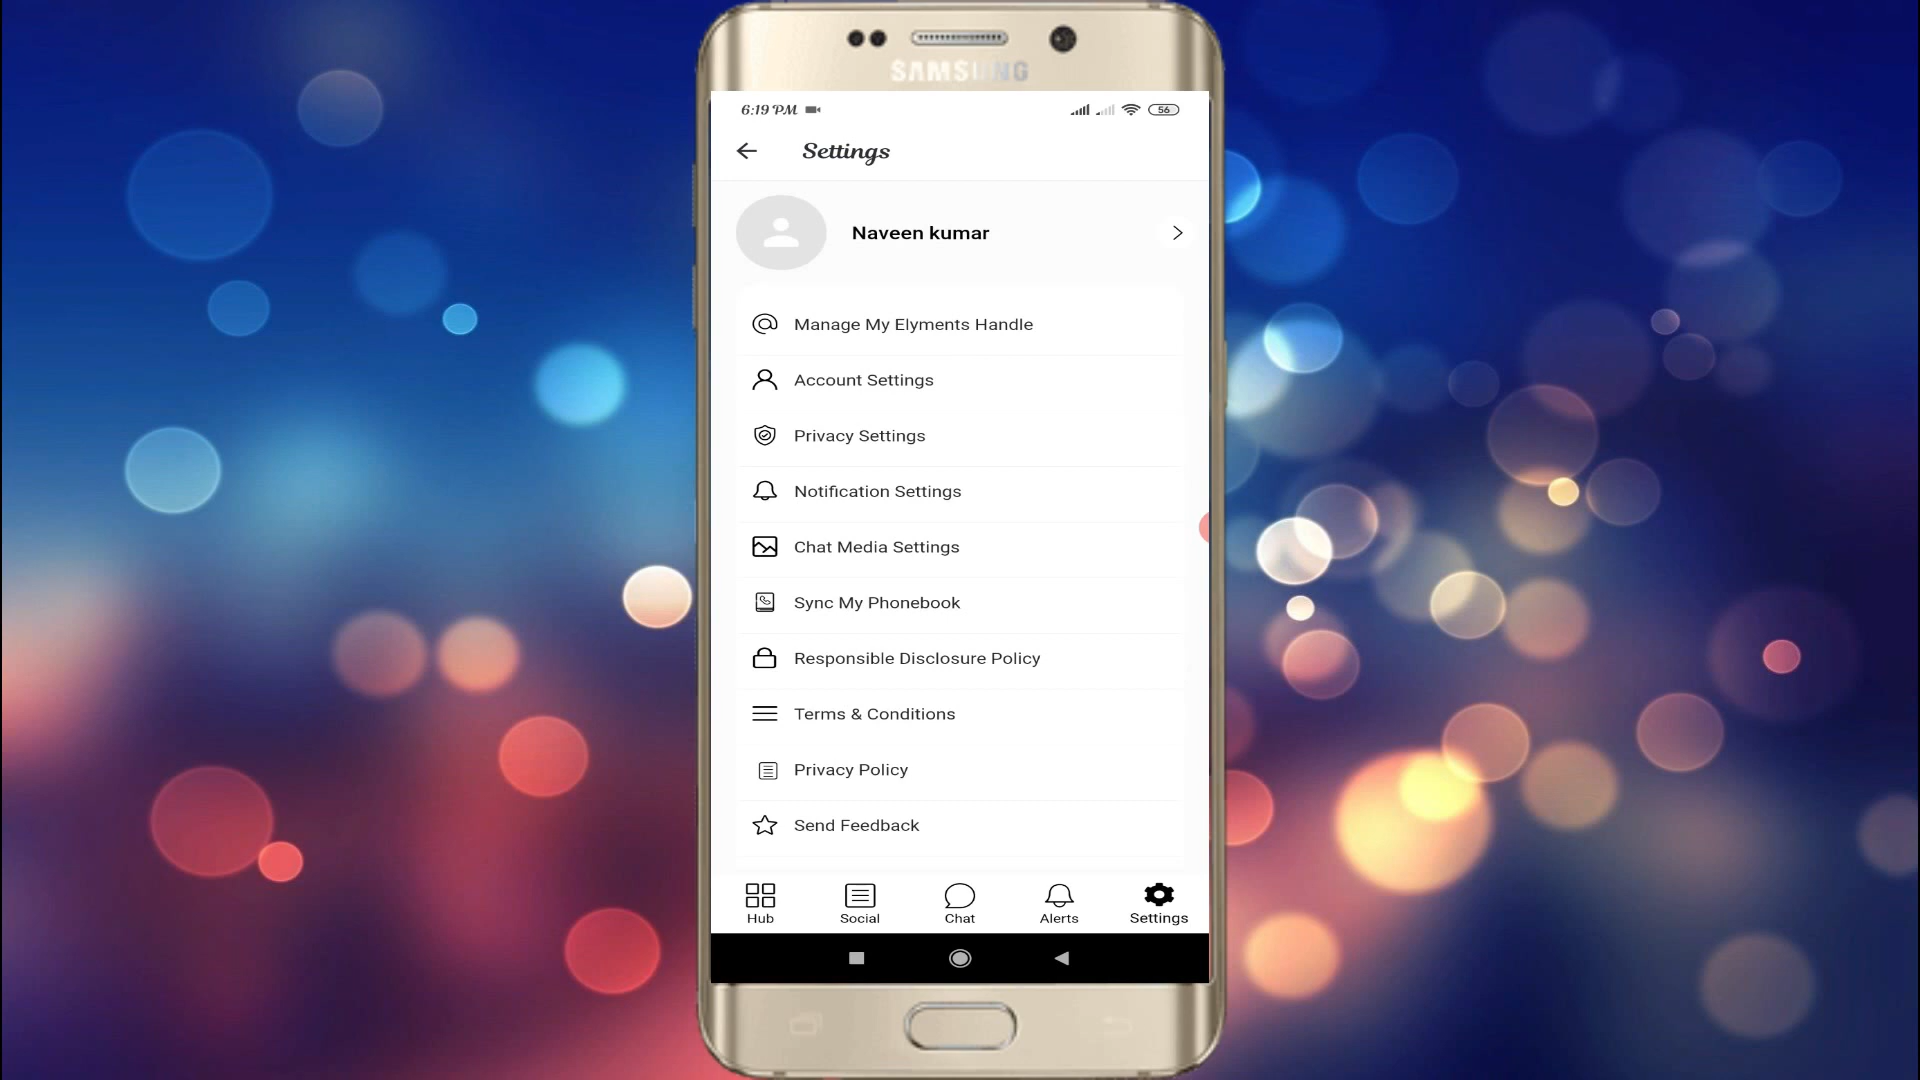 SAMSUNG
6:19 PM
56
Settings
Naveen kumar
Manage My Elyments Handle
Account Settings
Privacy Settings
Notification Settings
Chat Media Settings
Sync My Phonebook
Responsible Disclosure Policy
Terms & Conditions
Privacy Policy
Send Feedback
Hub Social Chat Alerts Settings